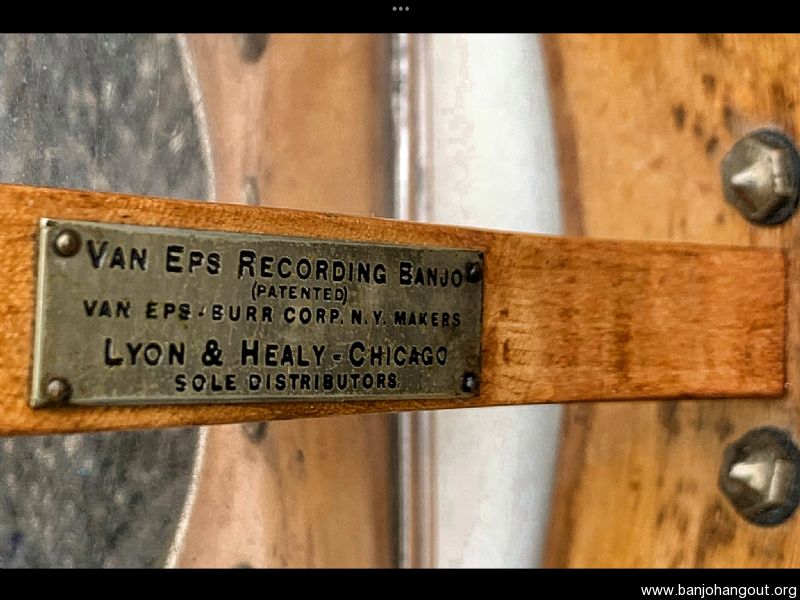 VAN EPS RECORDING BANJO
(PATENTED)
VAN EPS-BURR CORP. N.Y. MAKERS
LYON & HEALY-CHICAGO
SOLE DISTRIBUTORS.
www.banjohangout.org